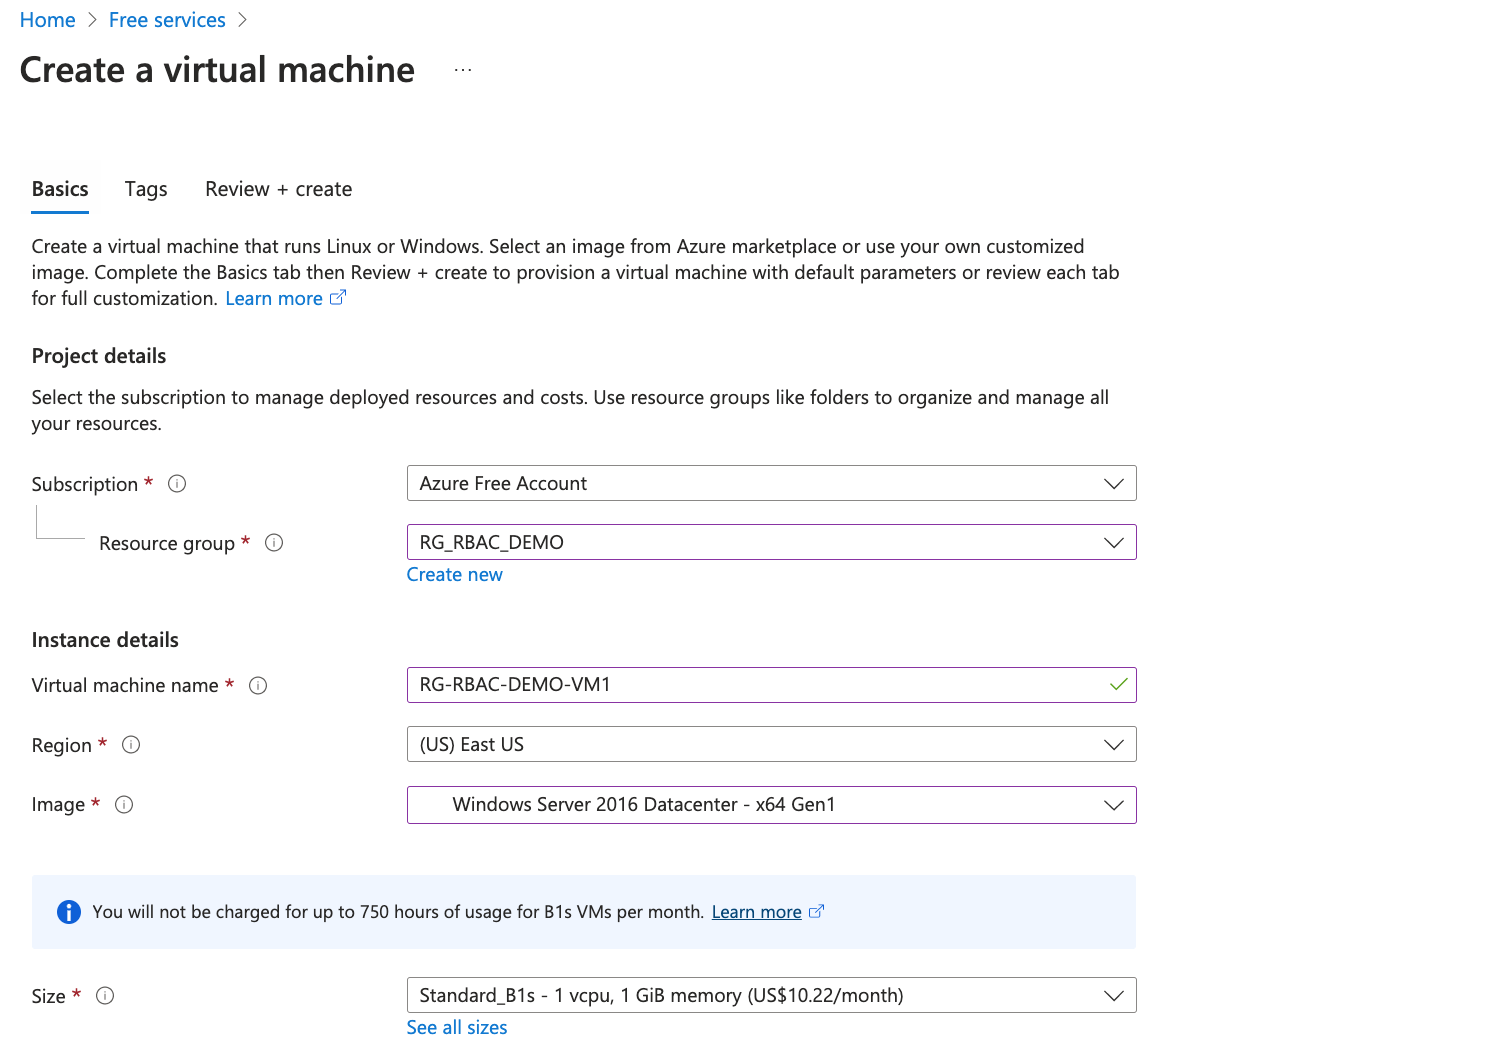 Home > Free services >
Create a virtual machine ...
Basics Tags Review + create
Create a virtual machine that runs Linux or Windows. Select an image from Azure marketplace or use your own customized
image. Complete the Basics tab then Review + create to provision a virtual machine with default parameters or review each tab
for full customization. Learn more
Project details
Select the subscription to manage deployed resources and costs. Use resource groups like folders to organize and manage all
your resources.
Subscription * Azure Free Account
Resource group * RG_RBAC_DEMO
Create new
Instance details
Virtual machine name * RG-RBAC-DEMO-VM1
Region * (US) East US
Image * Windows Server 2016 Datacenter - x64 Gen1
You will not be charged for up to 750 hours of usage for B1s VMs per month. Learn more
Size * Standard_B1s - 1 vcpu, 1 GiB memory (US$10.22/month)
See all sizes